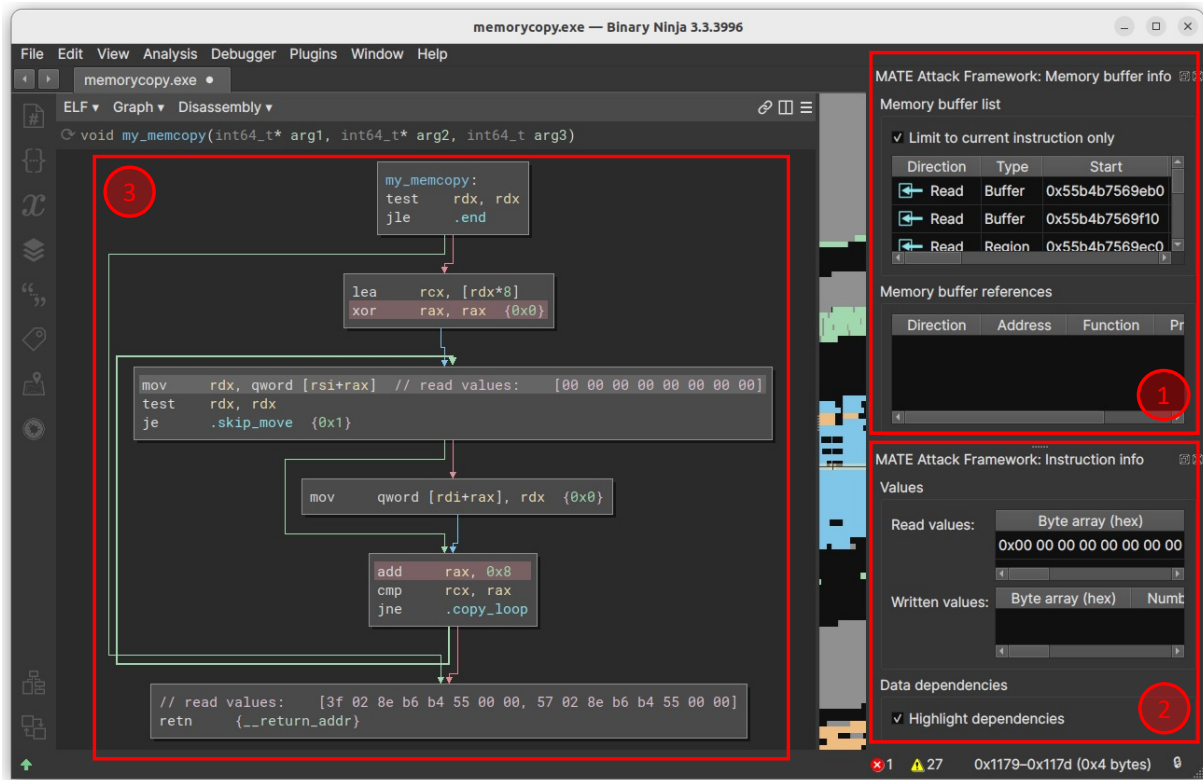 memorycopy.exe — Binary Ninja 3.3.3996
File Edit View Analysis Debugger Plugins Window Help
memorycopy.exe ●
ELF ▾ Graph ▾ Disassembly ▾
void my_memcopy(int64_t* arg1, int64_t* arg2, int64_t arg3)
3
my_memcopy:
test rdx, rdx
jle .end
lea rcx, [rdx*8]
xor rax, rax {0x0}
mov rdx, qword [rsi+rax] // read values: [00 00 00 00 00 00 00 00]
test rdx, rdx
je .skip_move {0x1}
mov qword [rdi+rax], rdx {0x0}
add rax, 0x8
cmp rcx, rax
jne .copy_loop
// read values: [3f 02 8e b6 b4 55 00 00, 57 02 8e b6 b4 55 00 00]
retn {__return_addr}
MATE Attack Framework: Memory buffer info
Memory buffer list
Limit to current instruction only
Direction Type Start
Read Buffer 0x55b4b7569eb0
Read Buffer 0x55b4b7569f10
Read Region 0x55b4b7569ec0
Memory buffer references
Direction Address Function Pr
1
MATE Attack Framework: Instruction info
Values
Read values:
Byte array (hex)
0x00 00 00 00 00 00 00 00
Written values:
Byte array (hex) Numb
Data dependencies
Highlight dependencies
2
1 27 0x1179–0x117d (0x4 bytes)